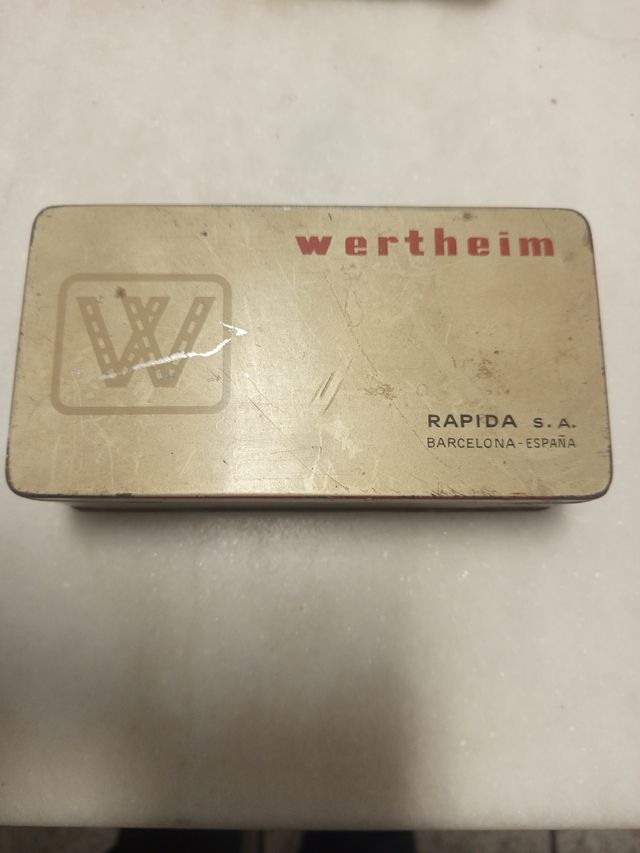 wertheim
W
RAPIDA S.A.
BARCELONA-ESPAÑA